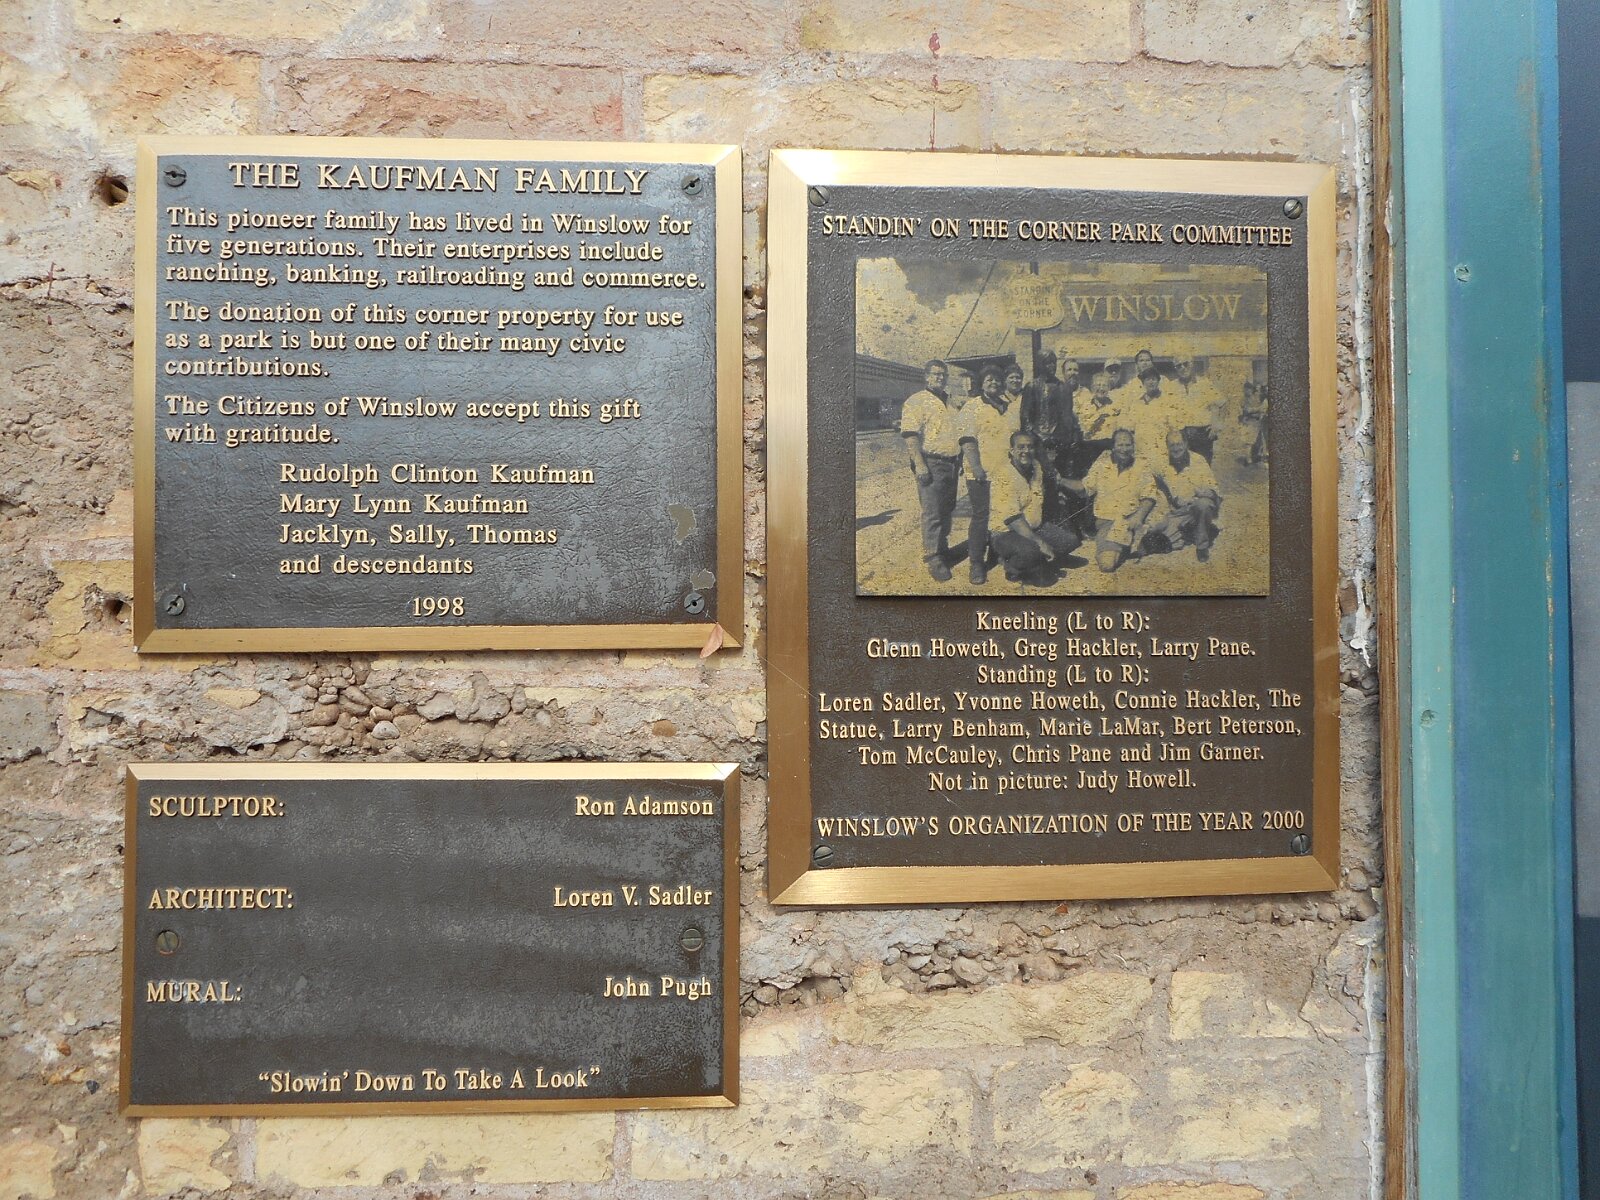 THE KAUFMAN FAMILY
This pioneer family has lived in Winslow for
five generations. Their enterprises include
ranching, banking, railroading and commerce.
The donation of this corner property for use
as a park is but one of their many civic
contributions.
The Citizens of Winslow accept this gift
with gratitude.
Rudolph Clinton Kaufman
Mary Lynn Kaufman
Jacklyn, Sally, Thomas
and descendants
1998
SCULPTOR: Ron Adamson
ARCHITECT: Loren V. Sadler
MURAL: John Pugh
“Slowin’ Down To Take A Look”
STANDIN’ ON THE CORNER PARK COMMITTEE
STANDIN'
ON THE
CORNER
WINSLOW
Kneeling (L to R):
Glenn Howeth, Greg Hackler, Larry Pane.
Standing (L to R):
Loren Sadler, Yvonne Howeth, Connie Hackler, The
Statue, Larry Benham, Marie LaMar, Bert Peterson,
Tom McCauley, Chris Pane and Jim Garner.
Not in picture: Judy Howell.
WINSLOW’S ORGANIZATION OF THE YEAR 2000